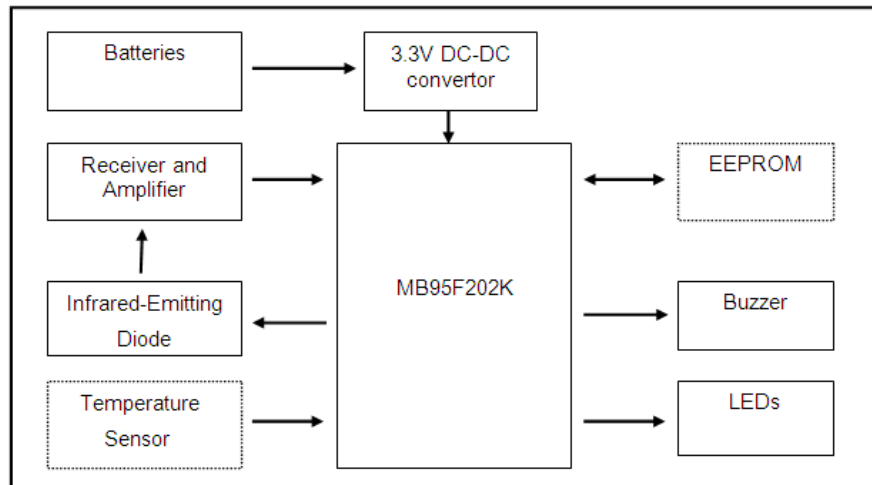 Batteries
3.3V DC-DC
convertor
Receiver and
Amplifier
EEPROM
MB95F202K
Infrared-Emitting
Diode
Buzzer
Temperature
Sensor
LEDs